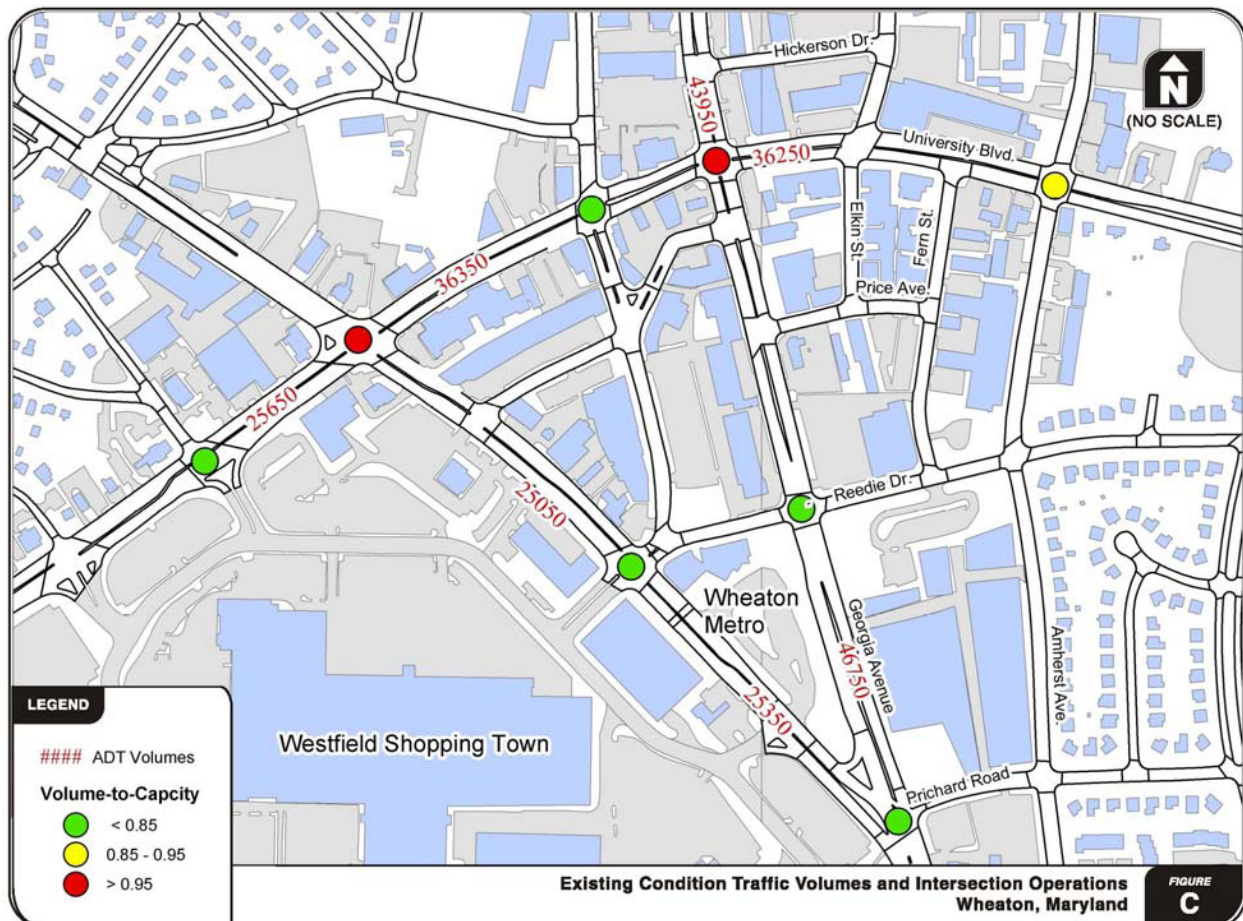 Hickerson Dr.
N
(NO SCALE)
43950
36250
University Blvd.
36350
Elkin St.
Fern St.
Price Ave.
25650
25050
Reedie Dr.
Wheaton
Metro
Georgia Avenue
46750
Amherst Ave.
25350
Westfield Shopping Town
Prichard Road
LEGEND
#### ADT Volumes
Volume-to-Capcity
< 0.85
0.85 - 0.95
> 0.95
Existing Condition Traffic Volumes and Intersection Operations
Wheaton, Maryland
FIGURE
C